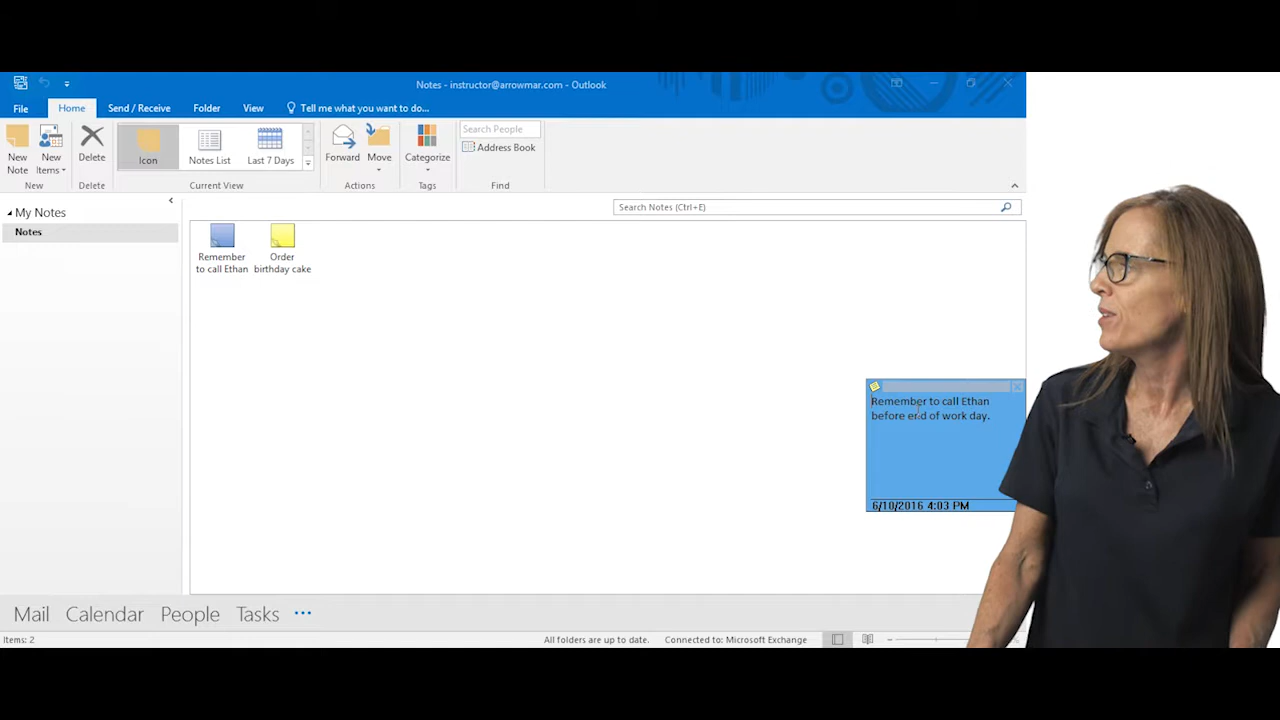 Notes - instructor@arrowmar.com - Outlook
File Home Send / Receive Folder View Tell me what you want to do...
New Note
New Items
Delete
Icon
Notes List
Last 7 Days
Forward
Move
Categorize
Search People
Address Book
New Delete Current View Actions Tags Find
My Notes
Notes
Search Notes (Ctrl+E)
Remember
to call Ethan
Order
birthday cake
Remember to call Ethan
before end of work day.
6/10/2016 4:03 PM
Mail Calendar People Tasks ...
Items: 2 All folders are up to date. Connected to: Microsoft Exchange